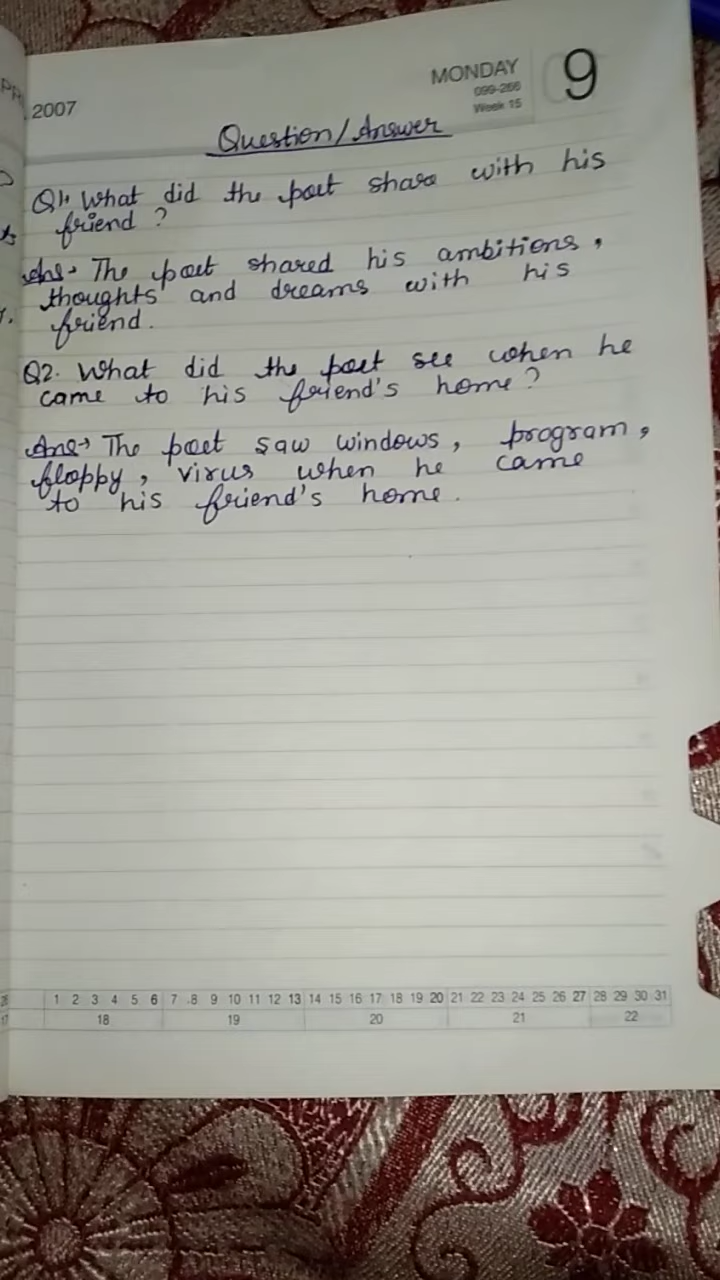 2007
MONDAY
099-266
Week 15
9
Question/Answer
Q1. What did the poet share with his
friend ?
Ans→ The poet shared his ambitions,
thoughts and dreams with his
friend.
Q2. What did the poet see when he
came to his friend's home?
Ans→ The poet saw windows, program,
floppy, virus when he came
to his friend's home.
1 2 3 4 5 6 7 8 9 10 11 12 13 14 15 16 17 18 19 20 21 22 23 24 25 26 27 28 29 30 31
18 19 20 21 22